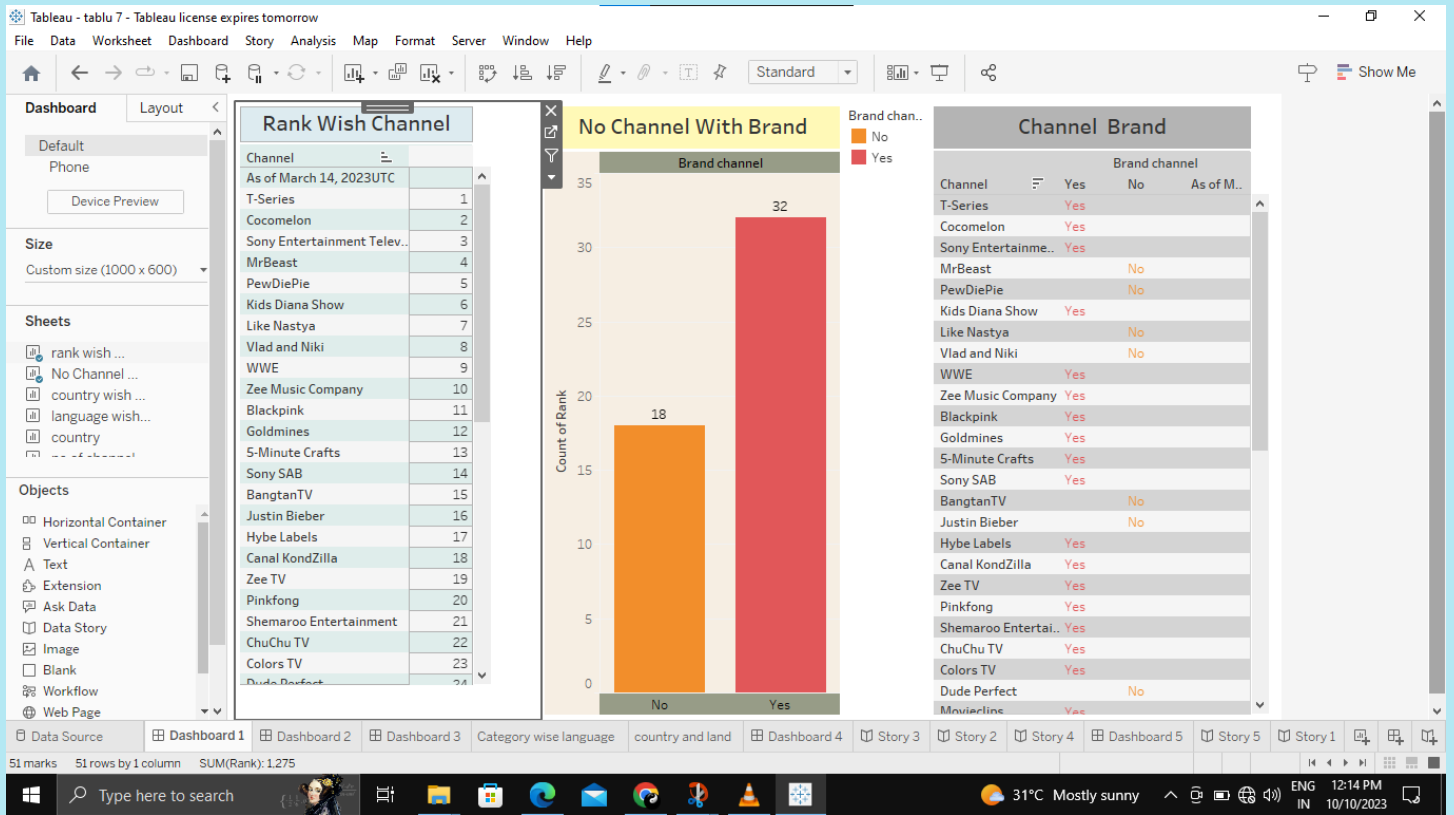 Tableau - tablu 7 - Tableau license expires tomorrow
File Data Worksheet Dashboard Story Analysis Map Format Server Window Help
Standard
Show Me
Dashboard Layout
Default
Phone
Device Preview
Size
Custom size (1000 x 600)
Sheets
rank wish ...
No Channel ...
country wish ...
language wish...
country
Objects
Horizontal Container
Vertical Container
Text
Extension
Ask Data
Data Story
Image
Blank
Workflow
Web Page
Rank Wish Channel
Channel
As of March 14, 2023UTC
T-Series 1
Cocomelon 2
Sony Entertainment Telev.. 3
MrBeast 4
PewDiePie 5
Kids Diana Show 6
Like Nastya 7
Vlad and Niki 8
WWE 9
Zee Music Company 10
Blackpink 11
Goldmines 12
5-Minute Crafts 13
Sony SAB 14
BangtanTV 15
Justin Bieber 16
Hybe Labels 17
Canal KondZilla 18
Zee TV 19
Pinkfong 20
Shemaroo Entertainment 21
ChuChu TV 22
Colors TV 23
Dude Perfect 24
No Channel With Brand
Brand channel
35
30
25
20
15
10
5
0
Count of Rank
18
32
No Yes
Brand chan..
No
Yes
Channel Brand
Brand channel
Channel Yes No As of M..
T-Series Yes
Cocomelon Yes
Sony Entertainme.. Yes
MrBeast No
PewDiePie No
Kids Diana Show Yes
Like Nastya No
Vlad and Niki No
WWE Yes
Zee Music Company Yes
Blackpink Yes
Goldmines Yes
5-Minute Crafts Yes
Sony SAB Yes
BangtanTV No
Justin Bieber No
Hybe Labels Yes
Canal KondZilla Yes
Zee TV Yes
Pinkfong Yes
Shemaroo Entertai.. Yes
ChuChu TV Yes
Colors TV Yes
Dude Perfect No
Movieclips Yes
Data Source Dashboard 1 Dashboard 2 Dashboard 3 Category wise language country and land Dashboard 4 Story 3 Story 2 Story 4 Dashboard 5 Story 5 Story 1
51 marks 51 rows by 1 column SUM(Rank): 1,275
Type here to search
31°C Mostly sunny
ENG
IN
12:14 PM
10/10/2023